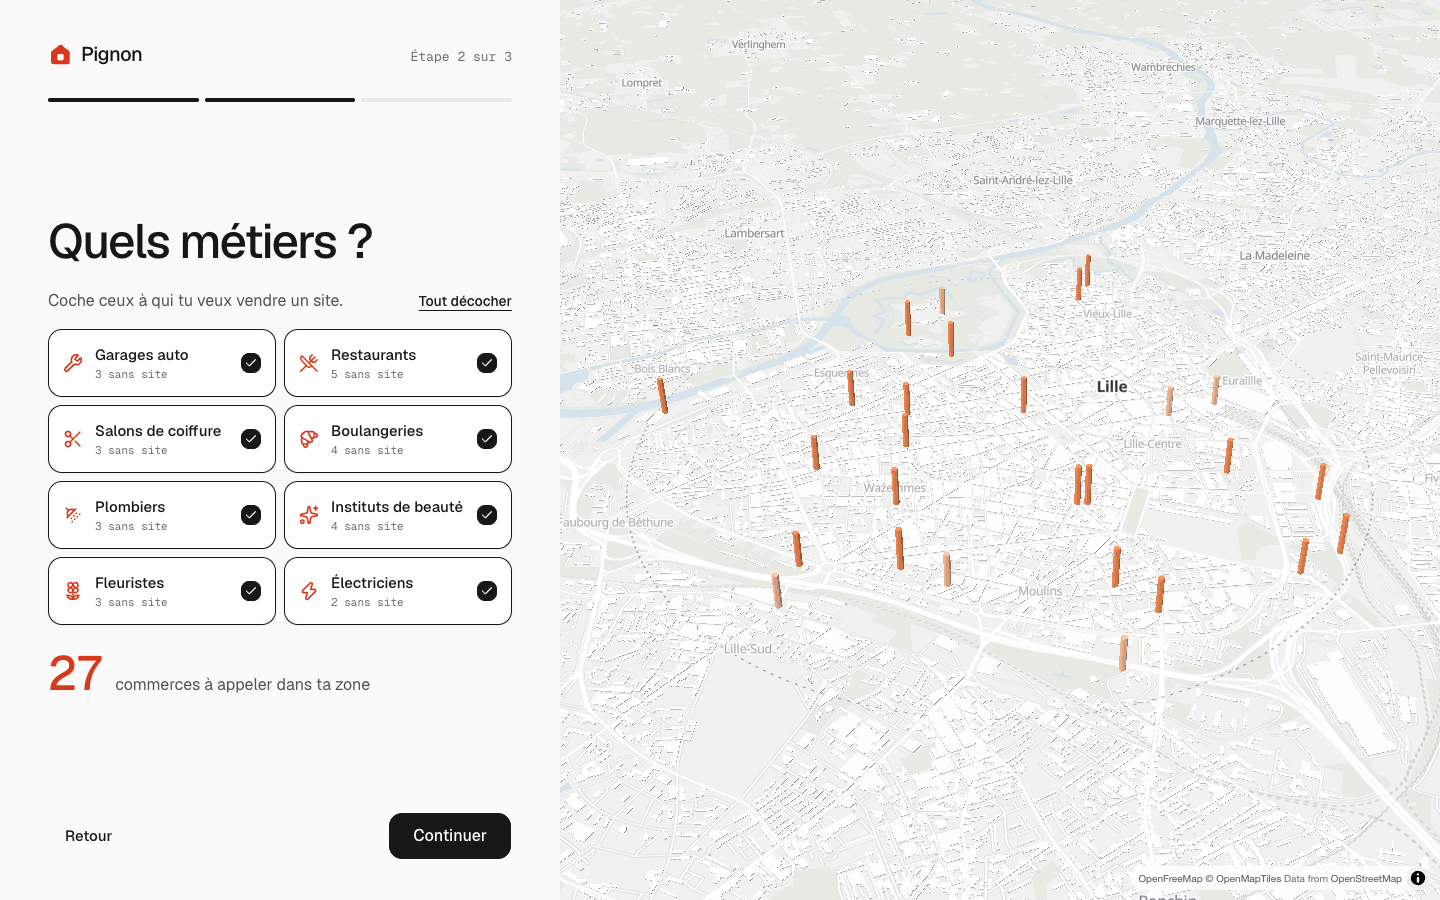 Pignon
Étape 2 sur 3
Quels métiers ?
Coche ceux à qui tu veux vendre un site.
Tout décocher
Garages auto
3 sans site
Restaurants
5 sans site
Salons de coiffure
3 sans site
Boulangeries
4 sans site
Plombiers
3 sans site
Instituts de beauté
4 sans site
Fleuristes
3 sans site
Électriciens
2 sans site
27 commerces à appeler dans ta zone
Retour
Continuer
Verlinghem
Wambrechies
Lompret
Marquette-lez-Lille
Saint-André-lez-Lille
Lambersart
La Madeleine
Vieux-Lille
Saint-Maurice
Pellevoisin
Bois Blancs
Esquermes
Euralille
Lille
Lille-Centre
Wazemmes
Faubourg de Béthune
Moulins
Lille-Sud
OpenFreeMap © OpenMapTiles Data from OpenStreetMap